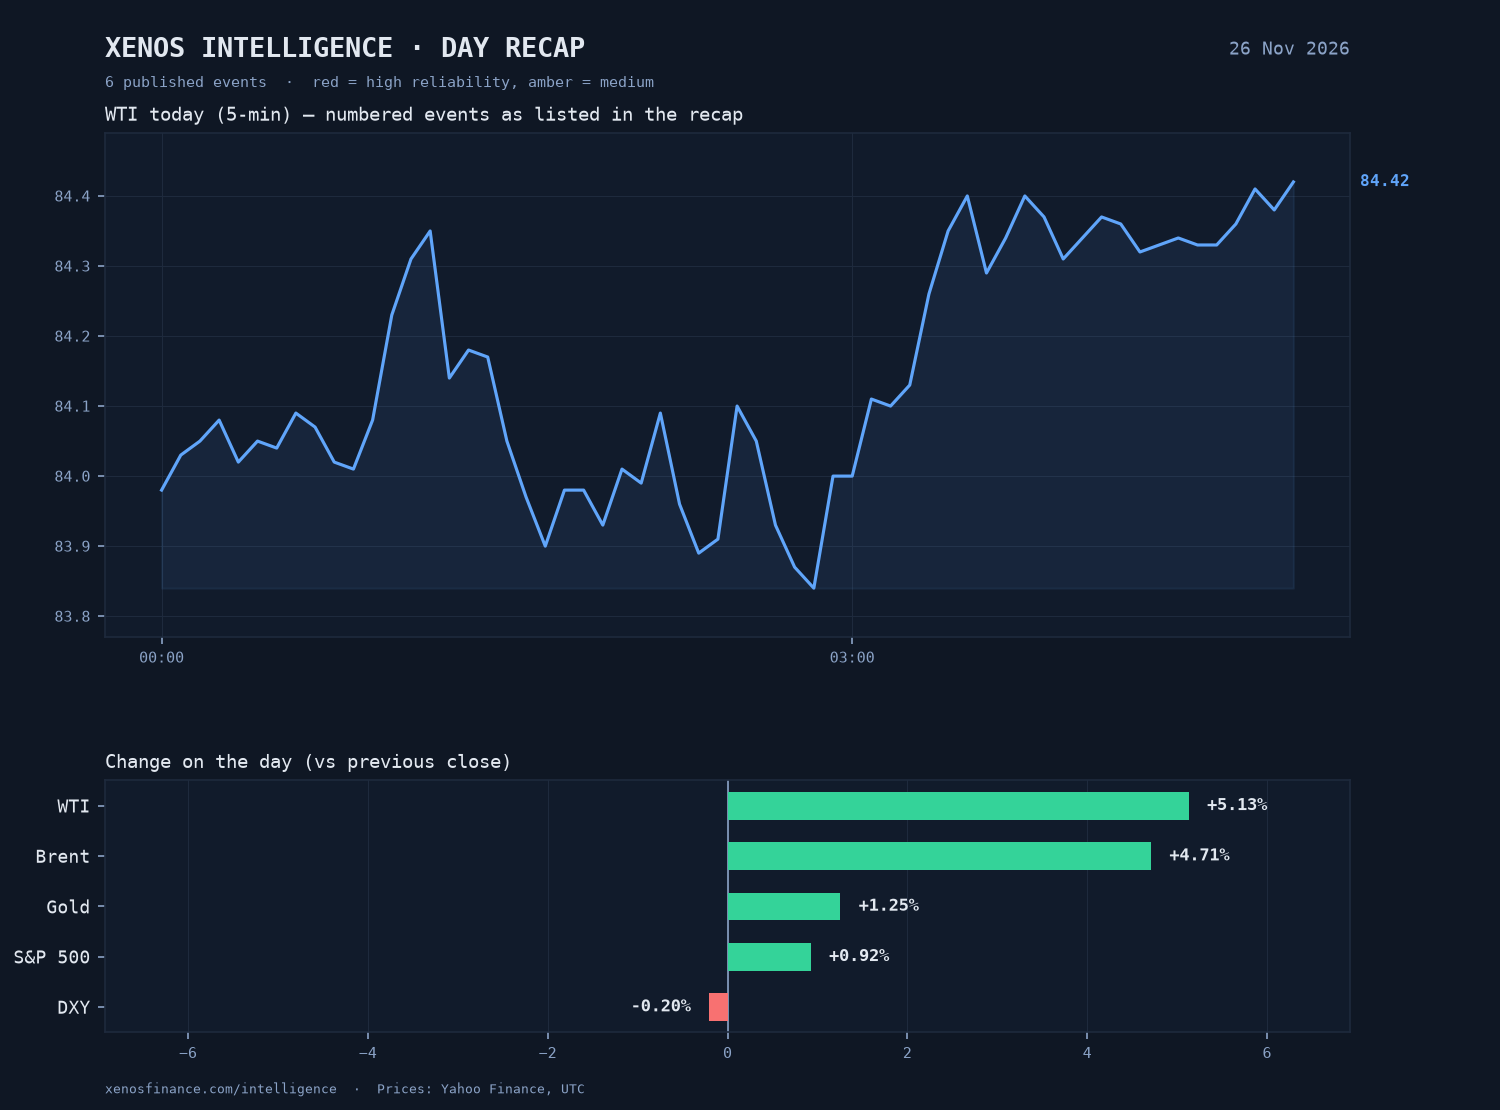 XENOS INTELLIGENCE · DAY RECAP
26 Nov 2026
6 published events · red = high reliability, amber = medium
WTI today (5-min) — numbered events as listed in the recap
84.42
84.4
84.3
84.2
84.1
84.0
83.9
83.8
00:00 03:00
Change on the day (vs previous close)
WTI +5.13%
Brent +4.71%
Gold +1.25%
S&P 500 +0.92%
DXY -0.20%
−6 −4 −2 0 2 4 6
xenosfinance.com/intelligence · Prices: Yahoo Finance, UTC